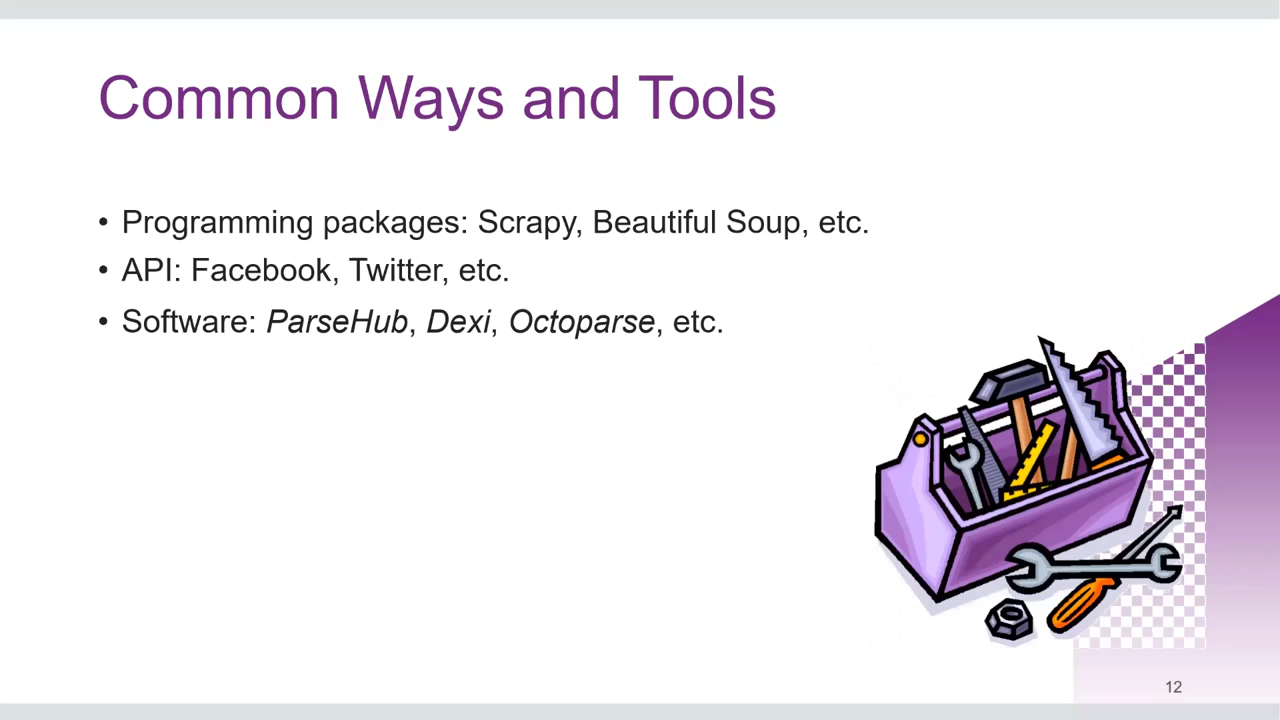 Common Ways and Tools
• Programming packages: Scrapy, Beautiful Soup, etc.
• API: Facebook, Twitter, etc.
• Software: ParseHub, Dexi, Octoparse, etc.
12